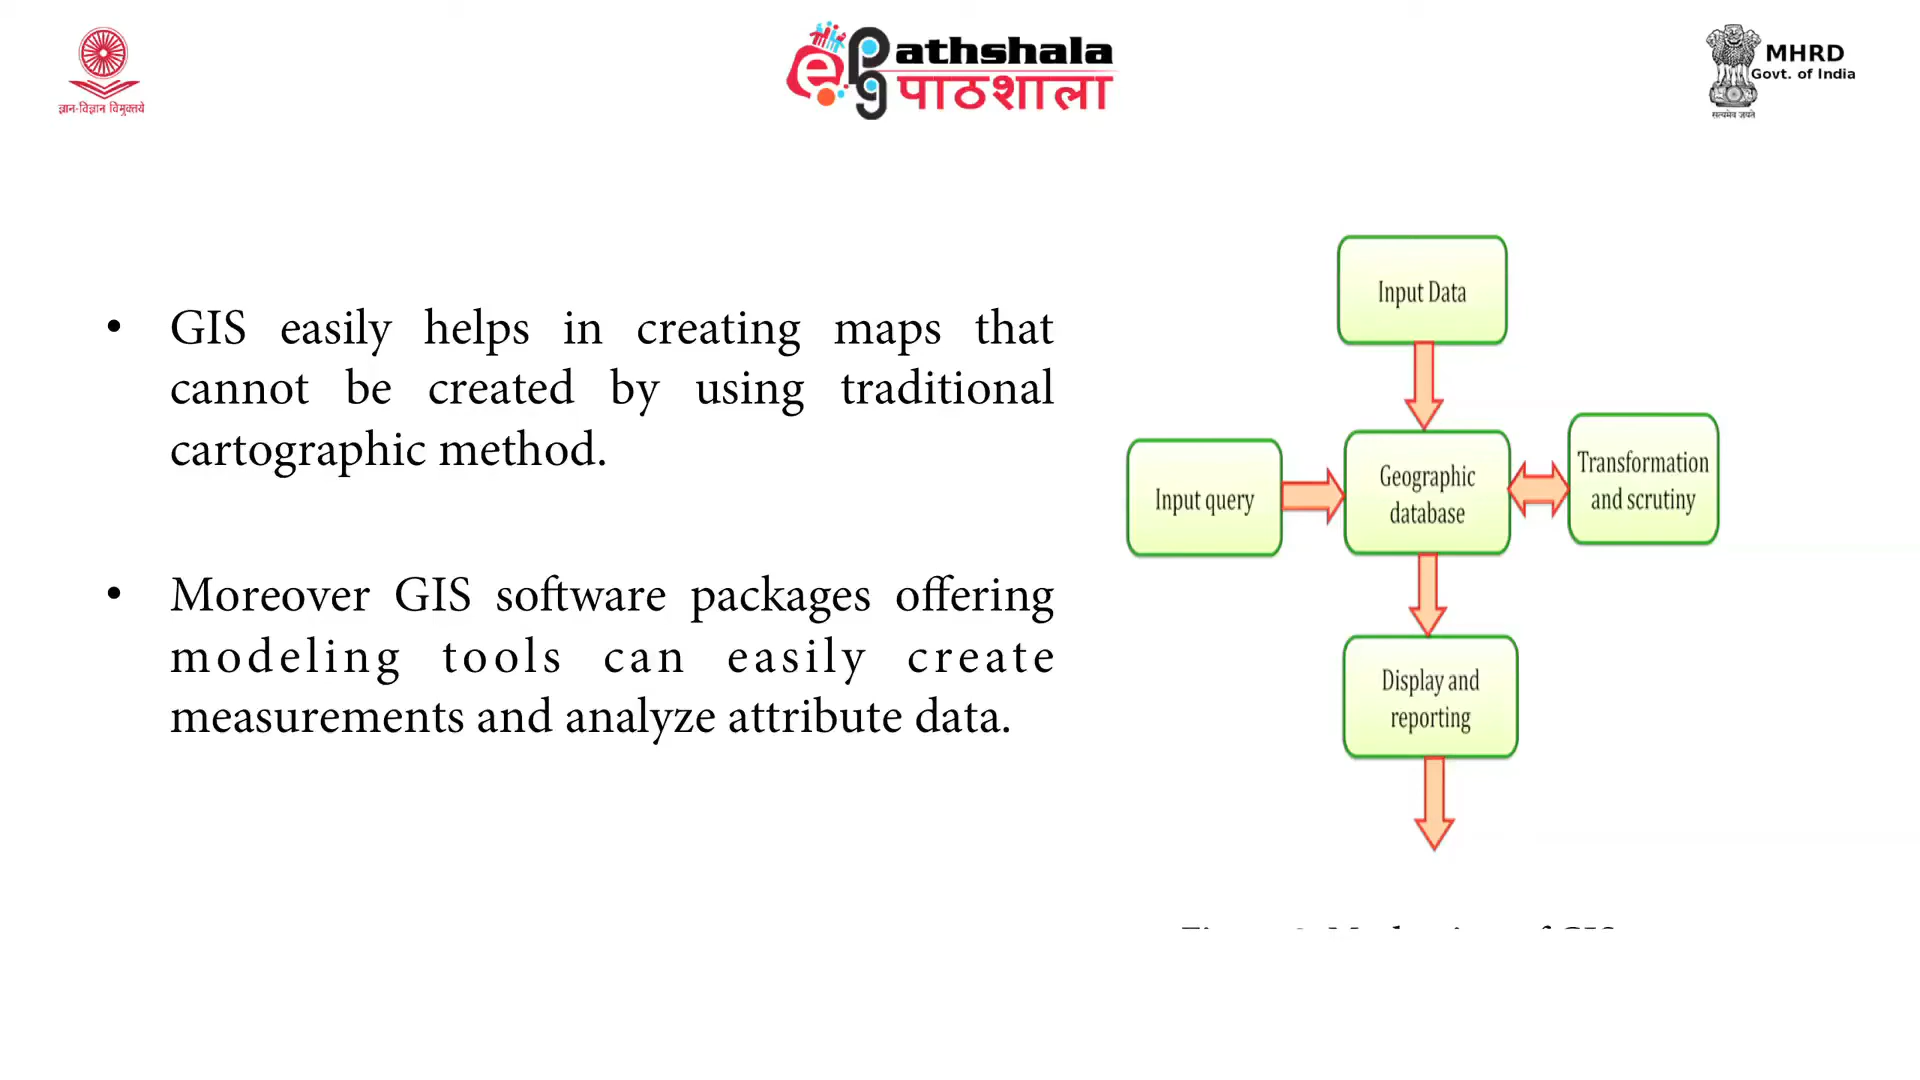 ज्ञान-विज्ञान विमुक्तये
ePathshala
पाठशाला
MHRD
Govt. of India
सत्यमेव जयते
• GIS easily helps in creating maps that
cannot be created by using traditional
cartographic method.
• Moreover GIS software packages offering
modeling tools can easily create
measurements and analyze attribute data.
Input Data
Input query
Geographic
database
Transformation
and scrutiny
Display and
reporting